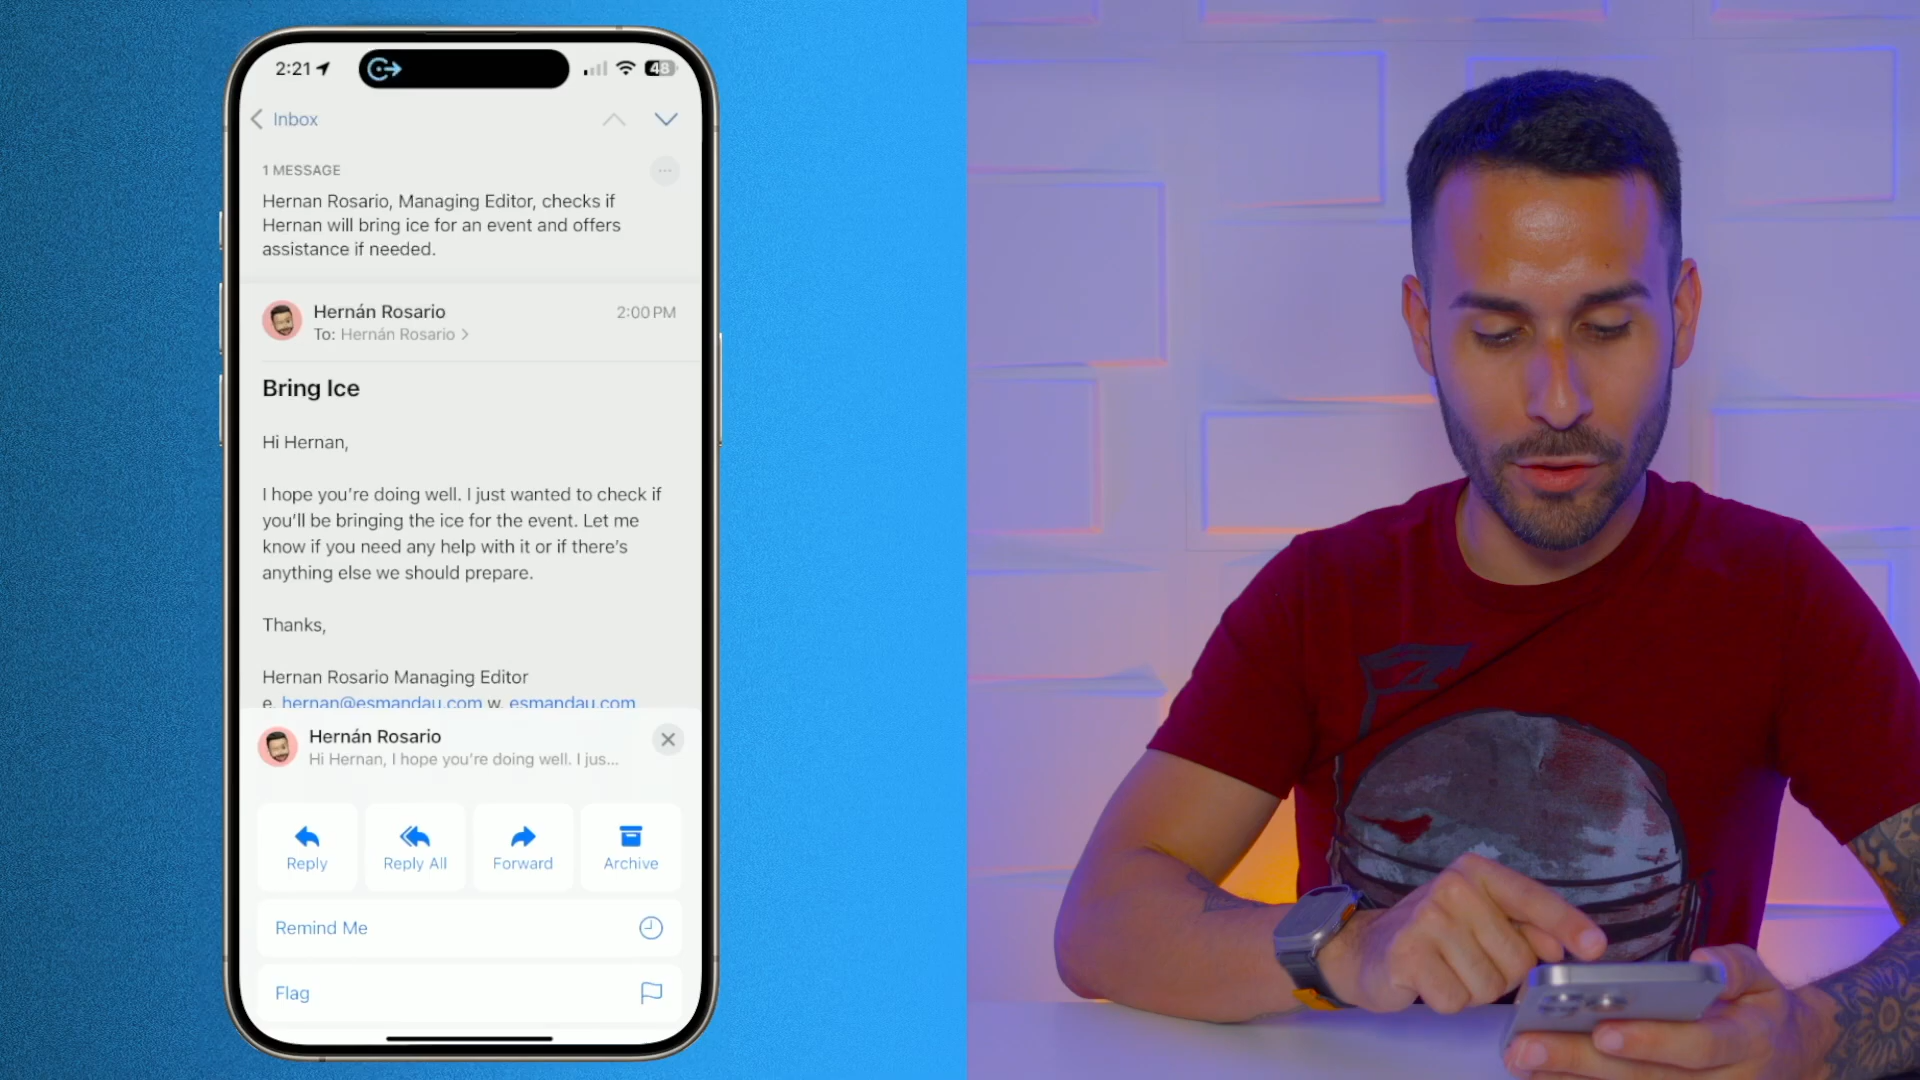 2:21
48
Inbox
1 MESSAGE
Hernan Rosario, Managing Editor, checks if
Hernan will bring ice for an event and offers
assistance if needed.
Hernán Rosario
2:00 PM
To: Hernán Rosario
Bring Ice
Hi Hernan,
I hope you're doing well. I just wanted to check if
you'll be bringing the ice for the event. Let me
know if you need any help with it or if there's
anything else we should prepare.
Thanks,
Hernan Rosario Managing Editor
e. hernan@esmandau.com w. esmandau.com
Hernán Rosario
Hi Hernan, I hope you're doing well. I jus...
Reply
Reply All
Forward
Archive
Remind Me
Flag